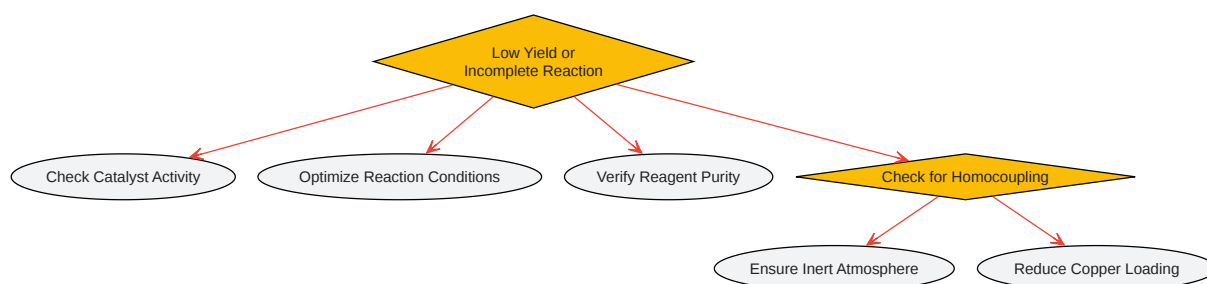 Low Yield or
Incomplete Reaction
Check Catalyst Activity
Optimize Reaction Conditions
Verify Reagent Purity
Check for Homocoupling
Ensure Inert Atmosphere
Reduce Copper Loading